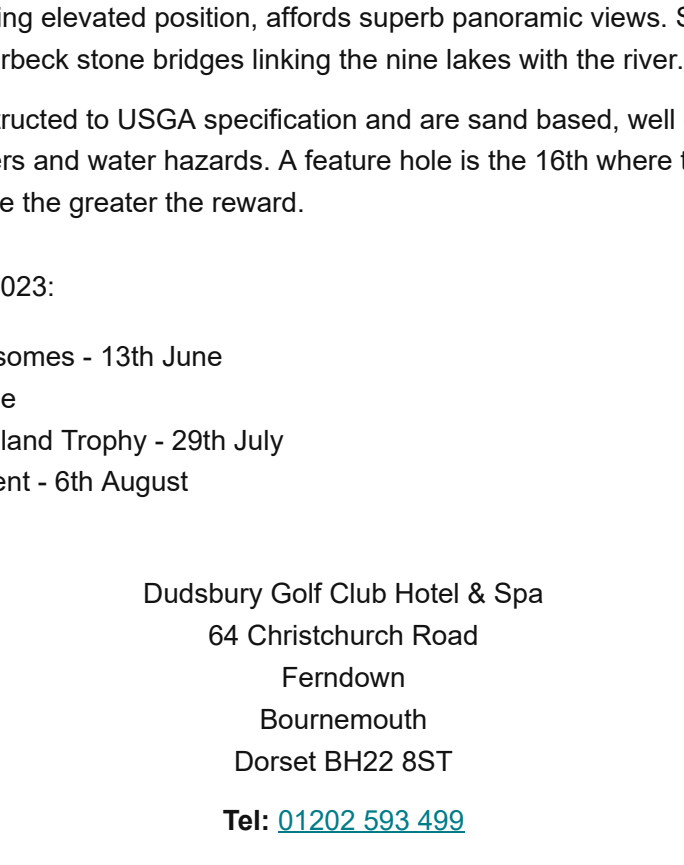 ing elevated position, affords superb panoramic views. S
rbeck stone bridges linking the nine lakes with the river.
ructed to USGA specification and are sand based, well
ers and water hazards. A feature hole is the 16th where t
e the greater the reward.
023:
somes - 13th June
e
land Trophy - 29th July
ent - 6th August
Dudsbury Golf Club Hotel & Spa
64 Christchurch Road
Ferndown
Bournemouth
Dorset BH22 8ST
Tel: 01202 593 499